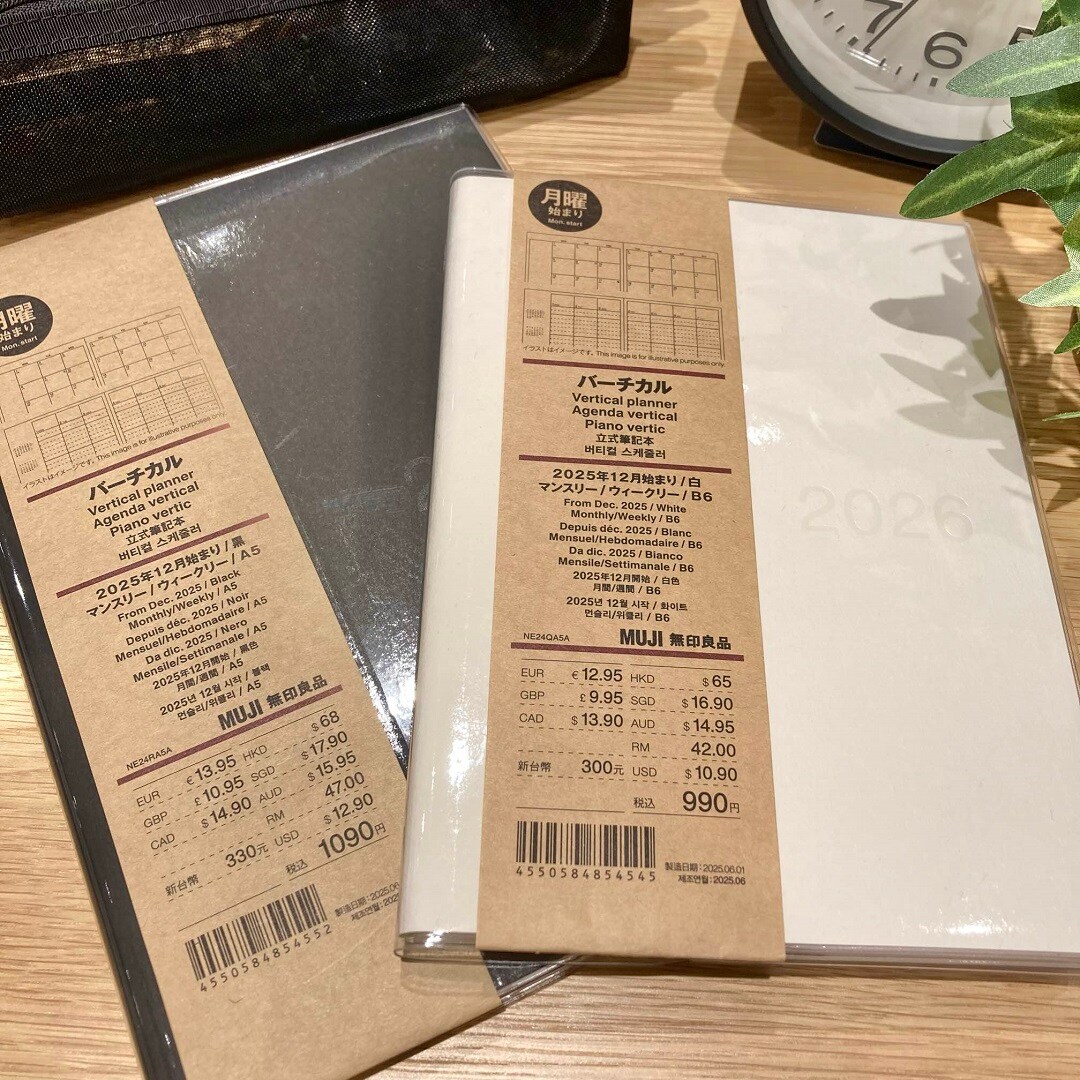 7
6
月曜
始まり
Mon. start
イラストはイメージです。This image is for illustrative purposes only.
バーチカル
Vertical planner
Agenda vertical
Piano vertic
立式筆記本
버티컬 스케줄러
2025年12月始まり / 黒
マンスリー / ウィークリー / A5
From Dec. 2025 / Black
Monthly/Weekly / A5
Depuis déc. 2025 / Noir
Mensuel/Hebdomadaire / A5
Da dic. 2025 / Nero
Mensile/Settimanale / A5
2025年12月開始 / 黒色
月間/週間 / A5
2025년 12월 시작 / 블랙
먼슬리/위클리 / A5
MUJI 無印良品
NE24RA5A
EUR € 13.95 HKD $ 68
GBP £ 10.95 SGD $ 17.90
CAD $ 14.90 AUD $ 15.95
RM 47.00
新台幣 330元 USD $ 12.90
税込 1090円
4550584854552
製造日期 : 2025.06
제조연월 : 202
月曜
始まり
Mon. start
イラストはイメージです。This image is for illustrative purposes only.
バーチカル
Vertical planner
Agenda vertical
Piano vertic
立式筆記本
버티컬 스케줄러
2025年12月始まり / 白
マンスリー / ウィークリー / B6
From Dec. 2025 / White
Monthly/Weekly / B6
Depuis déc. 2025 / Blanc
Mensuel/Hebdomadaire / B6
Da dic. 2025 / Bianco
Mensile/Settimanale / B6
2025年12月開始 / 白色
月間/週間 / B6
2025년 12월 시작 / 화이트
먼슬리/위클리 / B6
NE24QA5A MUJI 無印良品
EUR € 12.95 HKD $ 65
GBP £ 9.95 SGD $ 16.90
CAD $ 13.90 AUD $ 14.95
RM 42.00
新台幣 300元 USD $ 10.90
税込 990円
4550584854545
製造日期 : 2025.06.01
제조연월 : 2025.06
2026